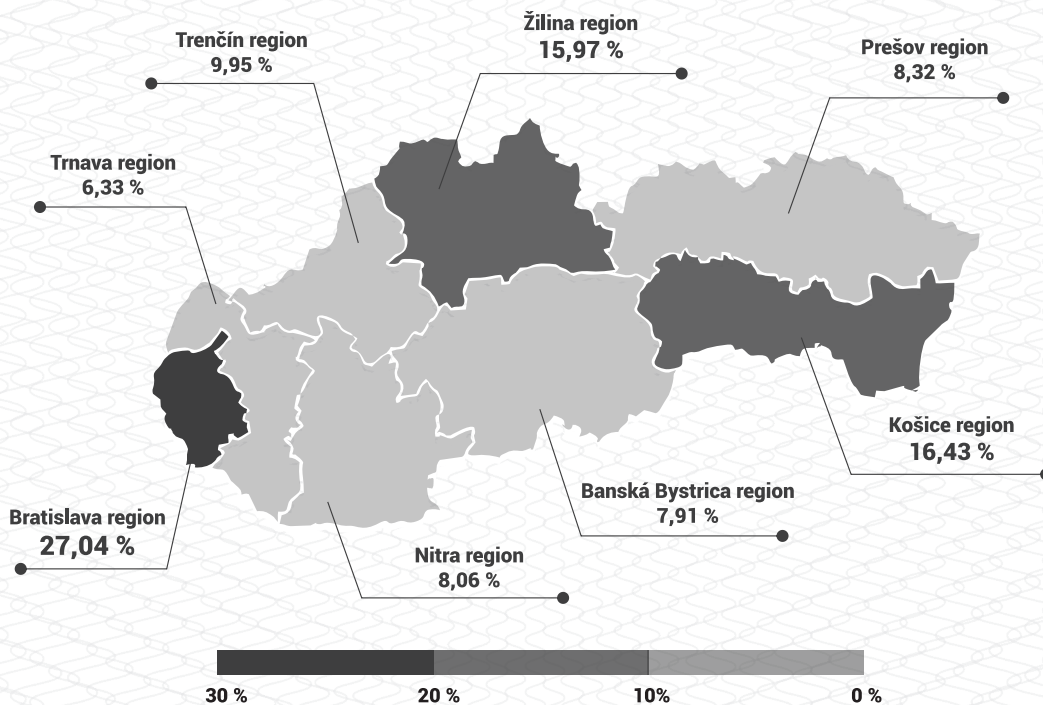 Žilina region
15,97 %
Trenčín region
9,95 %
Prešov region
8,32 %
Trnava region
6,33 %
Košice region
16,43 %
Banská Bystrica region
7,91 %
Bratislava region
27,04 %
Nitra region
8,06 %
30 %
20 %
10%
0 %